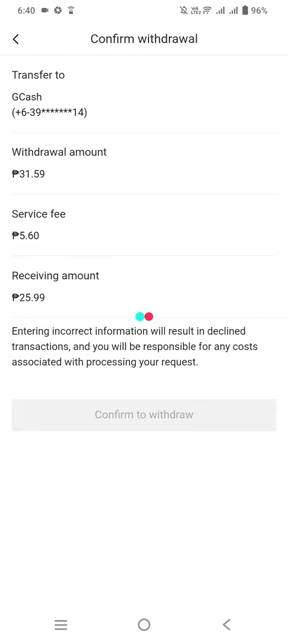 6:40
96%
Confirm withdrawal
Transfer to
GCash
(+6-39*******14)
Withdrawal amount
₱31.59
Service fee
₱5.60
Receiving amount
₱25.99
Entering incorrect information will result in declined
transactions, and you will be responsible for any costs
associated with processing your request.
Confirm to withdraw